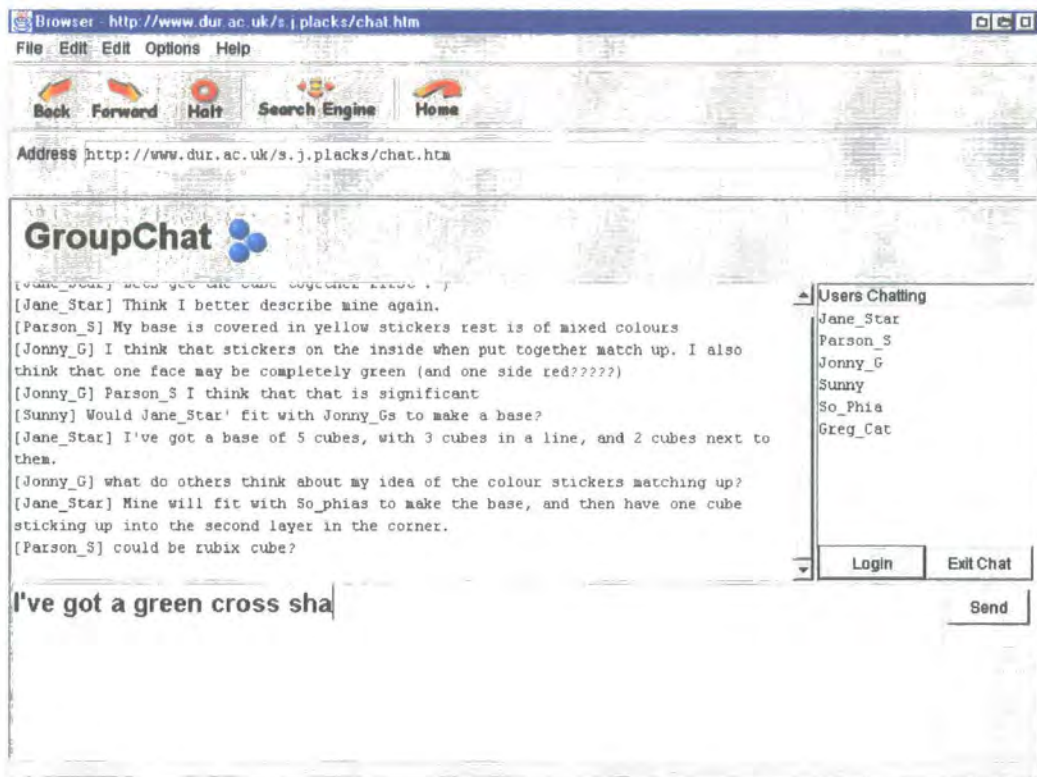 Browser - http://www.dur.ac.uk/s.j.placks/chat.htm
File Edit Edit Options Help
Back Forward Halt Search Engine Home
Address http://www.dur.ac.uk/s.j.placks/chat.htm
GroupChat
[Jane_Star] Lets get one cube together first : )
[Jane_Star] Think I better describe mine again.
[Parson_S] My base is covered in yellow stickers rest is of mixed colours
[Jonny_G] I think that stickers on the inside when put together match up. I also
think that one face may be completely green (and one side red?????)
[Jonny_G] Parson_S I think that that is significant
[Sunny] Would Jane_Star' fit with Jonny_Gs to make a base?
[Jane_Star] I've got a base of 5 cubes, with 3 cubes in a line, and 2 cubes next to
them.
[Jonny_G] what do others think about my idea of the colour stickers matching up?
[Jane_Star] Mine will fit with So_phias to make the base, and then have one cube
sticking up into the second layer in the corner.
[Parson_S] could be rubix cube?
Users Chatting
Jane_Star
Parson_S
Jonny_G
Sunny
So_Phia
Greg_Cat
Login Exit Chat
I've got a green cross sha
Send